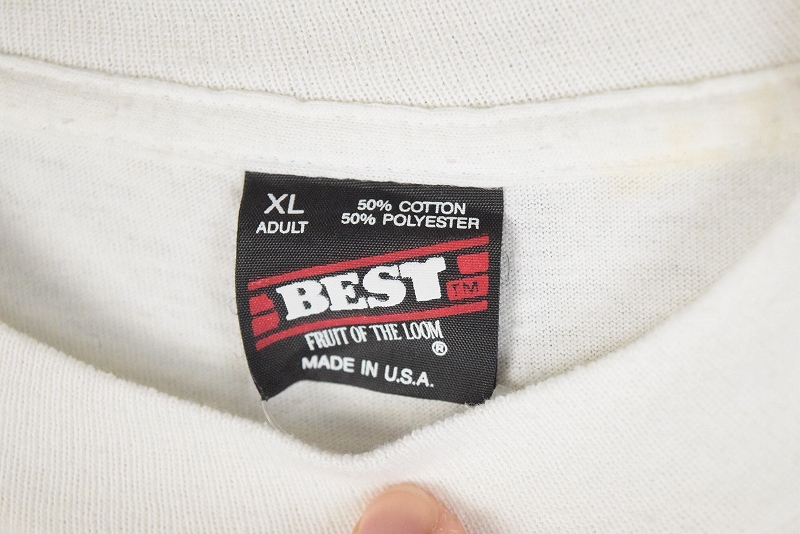 XL
ADULT
50% COTTON
50% POLYESTER
BEST TM
FRUIT OF THE LOOM
®
MADE IN U.S.A.